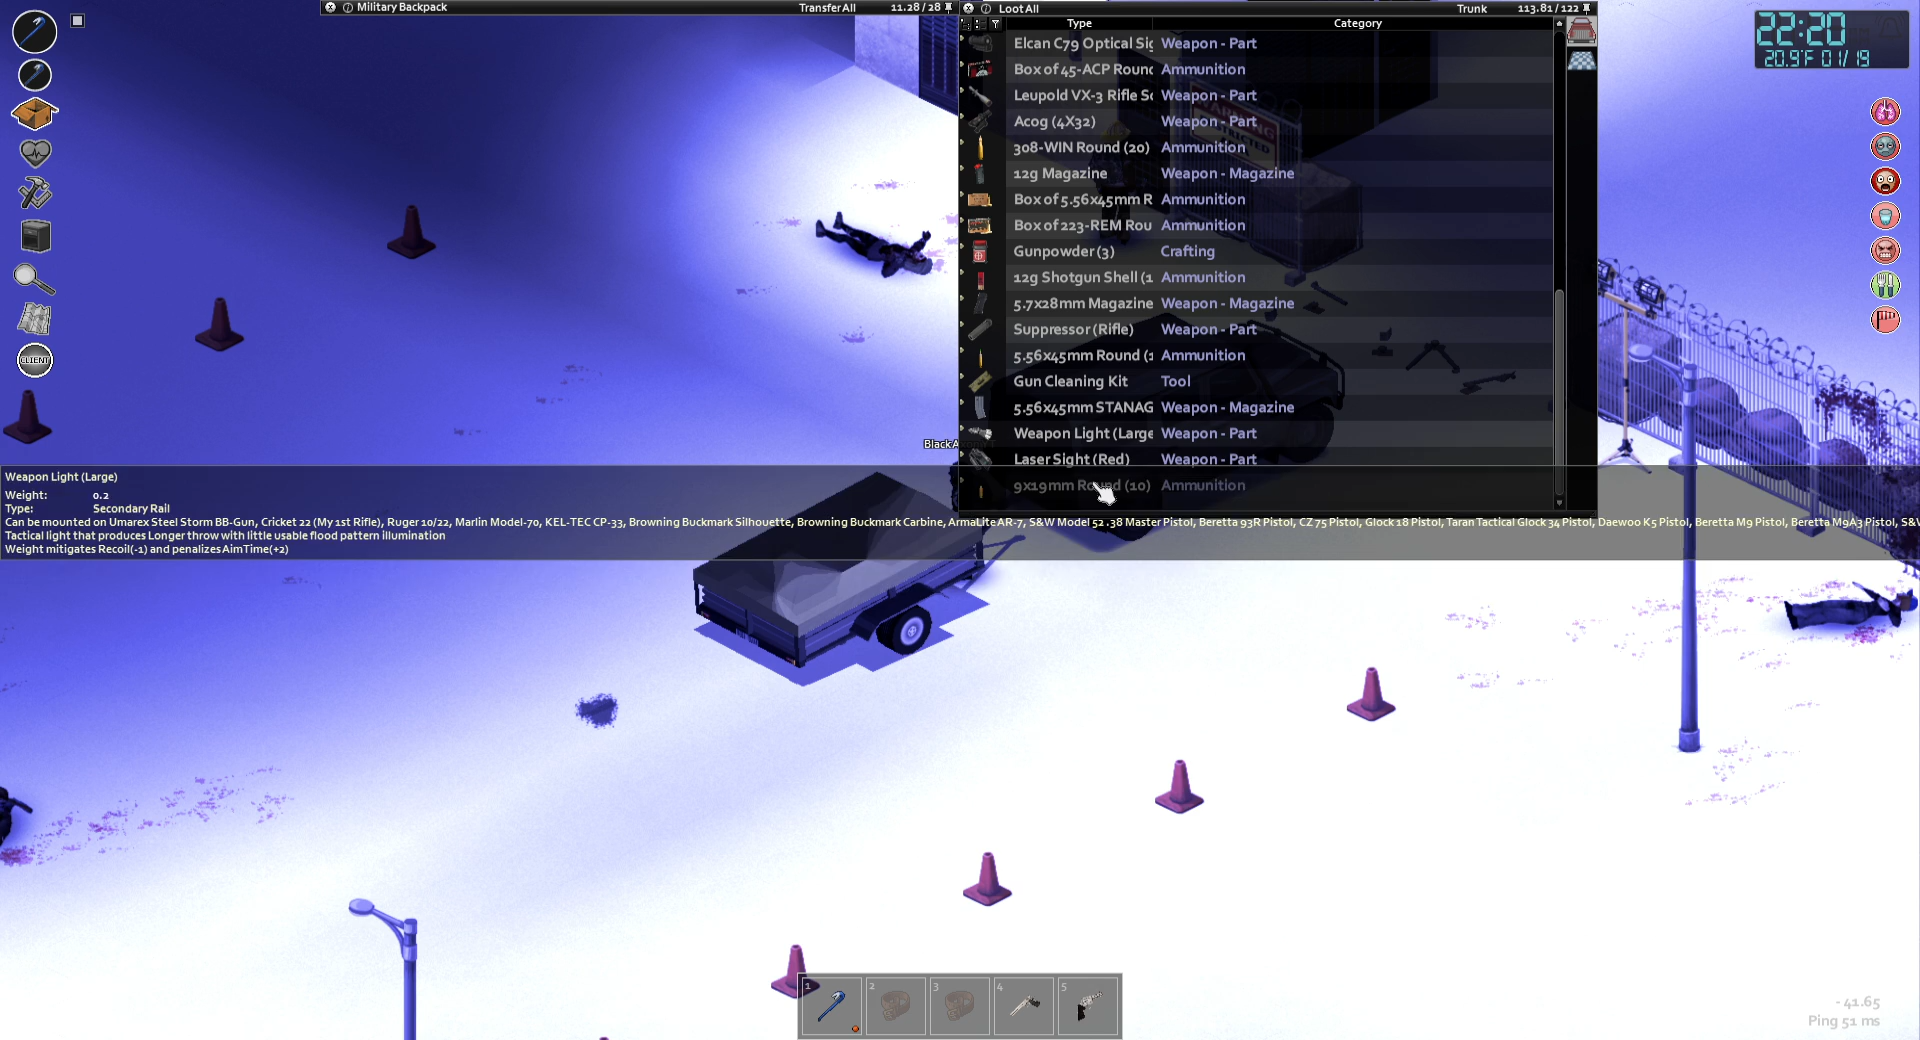 Military Backpack Transfer All 11.28 / 28
Loot All Trunk 113.81 / 122
Type Category
Elcan C79 Optical Sig Weapon - Part
Box of 45-ACP Round Ammunition
Leupold VX-3 Rifle Sc Weapon - Part
Acog (4X32) Weapon - Part
308-WIN Round (20) Ammunition
12g Magazine Weapon - Magazine
Box of 5.56x45mm R Ammunition
Box of 223-REM Rou Ammunition
Gunpowder (3) Crafting
12g Shotgun Shell (1 Ammunition
5.7x28mm Magazine Weapon - Magazine
Suppressor (Rifle) Weapon - Part
5.56x45mm Round (1 Ammunition
Gun Cleaning Kit Tool
5.56x45mm STANAG Weapon - Magazine
Weapon Light (Large Weapon - Part
Laser Sight (Red) Weapon - Part
9x19mm Round (10) Ammunition
22:20
20.9°F 01/19
WARNING
CLIENT
Black
Weapon Light (Large)
Weight: 0.2
Type: Secondary Rail
Can be mounted on Umarex Steel Storm BB-Gun, Cricket 22 (My 1st Rifle), Ruger 10/22, Marlin Model-70, KEL-TEC CP-33, Browning Buckmark Silhouette, Browning Buckmark Carbine, ArmaLite AR-7, S&W Model 52 .38 Master Pistol, Beretta 93R Pistol, CZ 75 Pistol, Glock 18 Pistol, Taran Tactical Glock 34 Pistol, Daewoo K5 Pistol, Beretta M9 Pistol, Beretta M9A3 Pistol, S&W
Tactical light that produces Longer throw with little usable flood pattern illumination
Weight mitigates Recoil(-1) and penalizes AimTime(+2)
1 2 3 4 5
- 41.65
Ping 51 ms